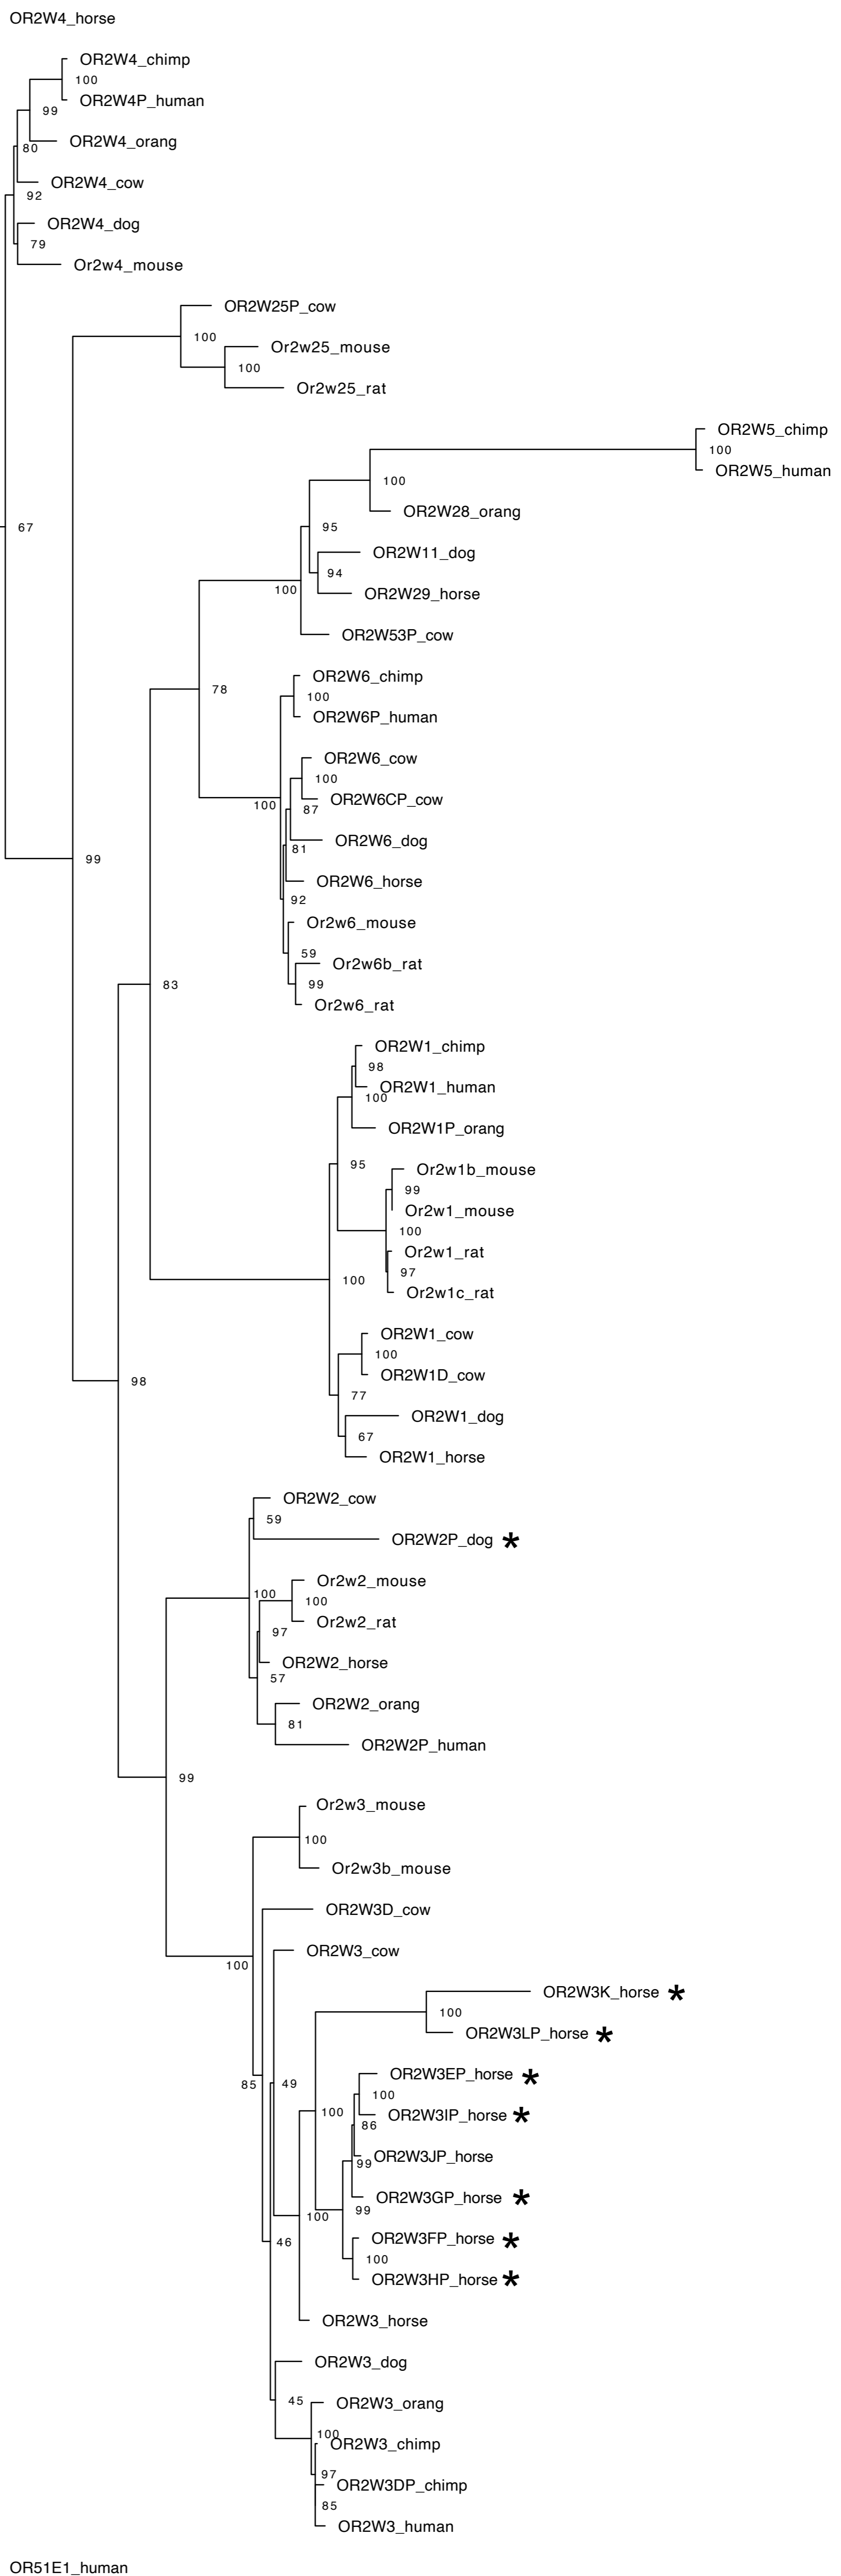 OR2W4_horse
OR2W4_chimp
100
OR2W4P_human
99
OR2W4_orang
80
OR2W4_cow
92
OR2W4_dog
79
Or2w4_mouse
OR2W25P_cow
100
Or2w25_mouse
100
Or2w25_rat
OR2W5_chimp
100
OR2W5_human
100
OR2W28_orang
67
95
OR2W11_dog
94
100
OR2W29_horse
OR2W53P_cow
OR2W6_chimp
78
100
OR2W6P_human
OR2W6_cow
100
OR2W6CP_cow
100
87
OR2W6_dog
81
99
OR2W6_horse
92
Or2w6_mouse
59
Or2w6b_rat
83
99
Or2w6_rat
OR2W1_chimp
98
OR2W1_human
100
OR2W1P_orang
95
Or2w1b_mouse
99
Or2w1_mouse
100
Or2w1_rat
97
100
Or2w1c_rat
OR2W1_cow
100
OR2W1D_cow
98
77
OR2W1_dog
67
OR2W1_horse
OR2W2_cow
59
OR2W2P_dog *
Or2w2_mouse
100
100
Or2w2_rat
97
OR2W2_horse
57
OR2W2_orang
81
OR2W2P_human
99
Or2w3_mouse
100
Or2w3b_mouse
OR2W3D_cow
OR2W3_cow
100
OR2W3K_horse *
100
OR2W3LP_horse *
OR2W3EP_horse *
85
49
100
100
OR2W3IP_horse *
86
OR2W3JP_horse
99
OR2W3GP_horse *
99
100
OR2W3FP_horse *
46
100
OR2W3HP_horse *
OR2W3_horse
OR2W3_dog
45
OR2W3_orang
100
OR2W3_chimp
97
OR2W3DP_chimp
85
OR2W3_human
OR51E1_human